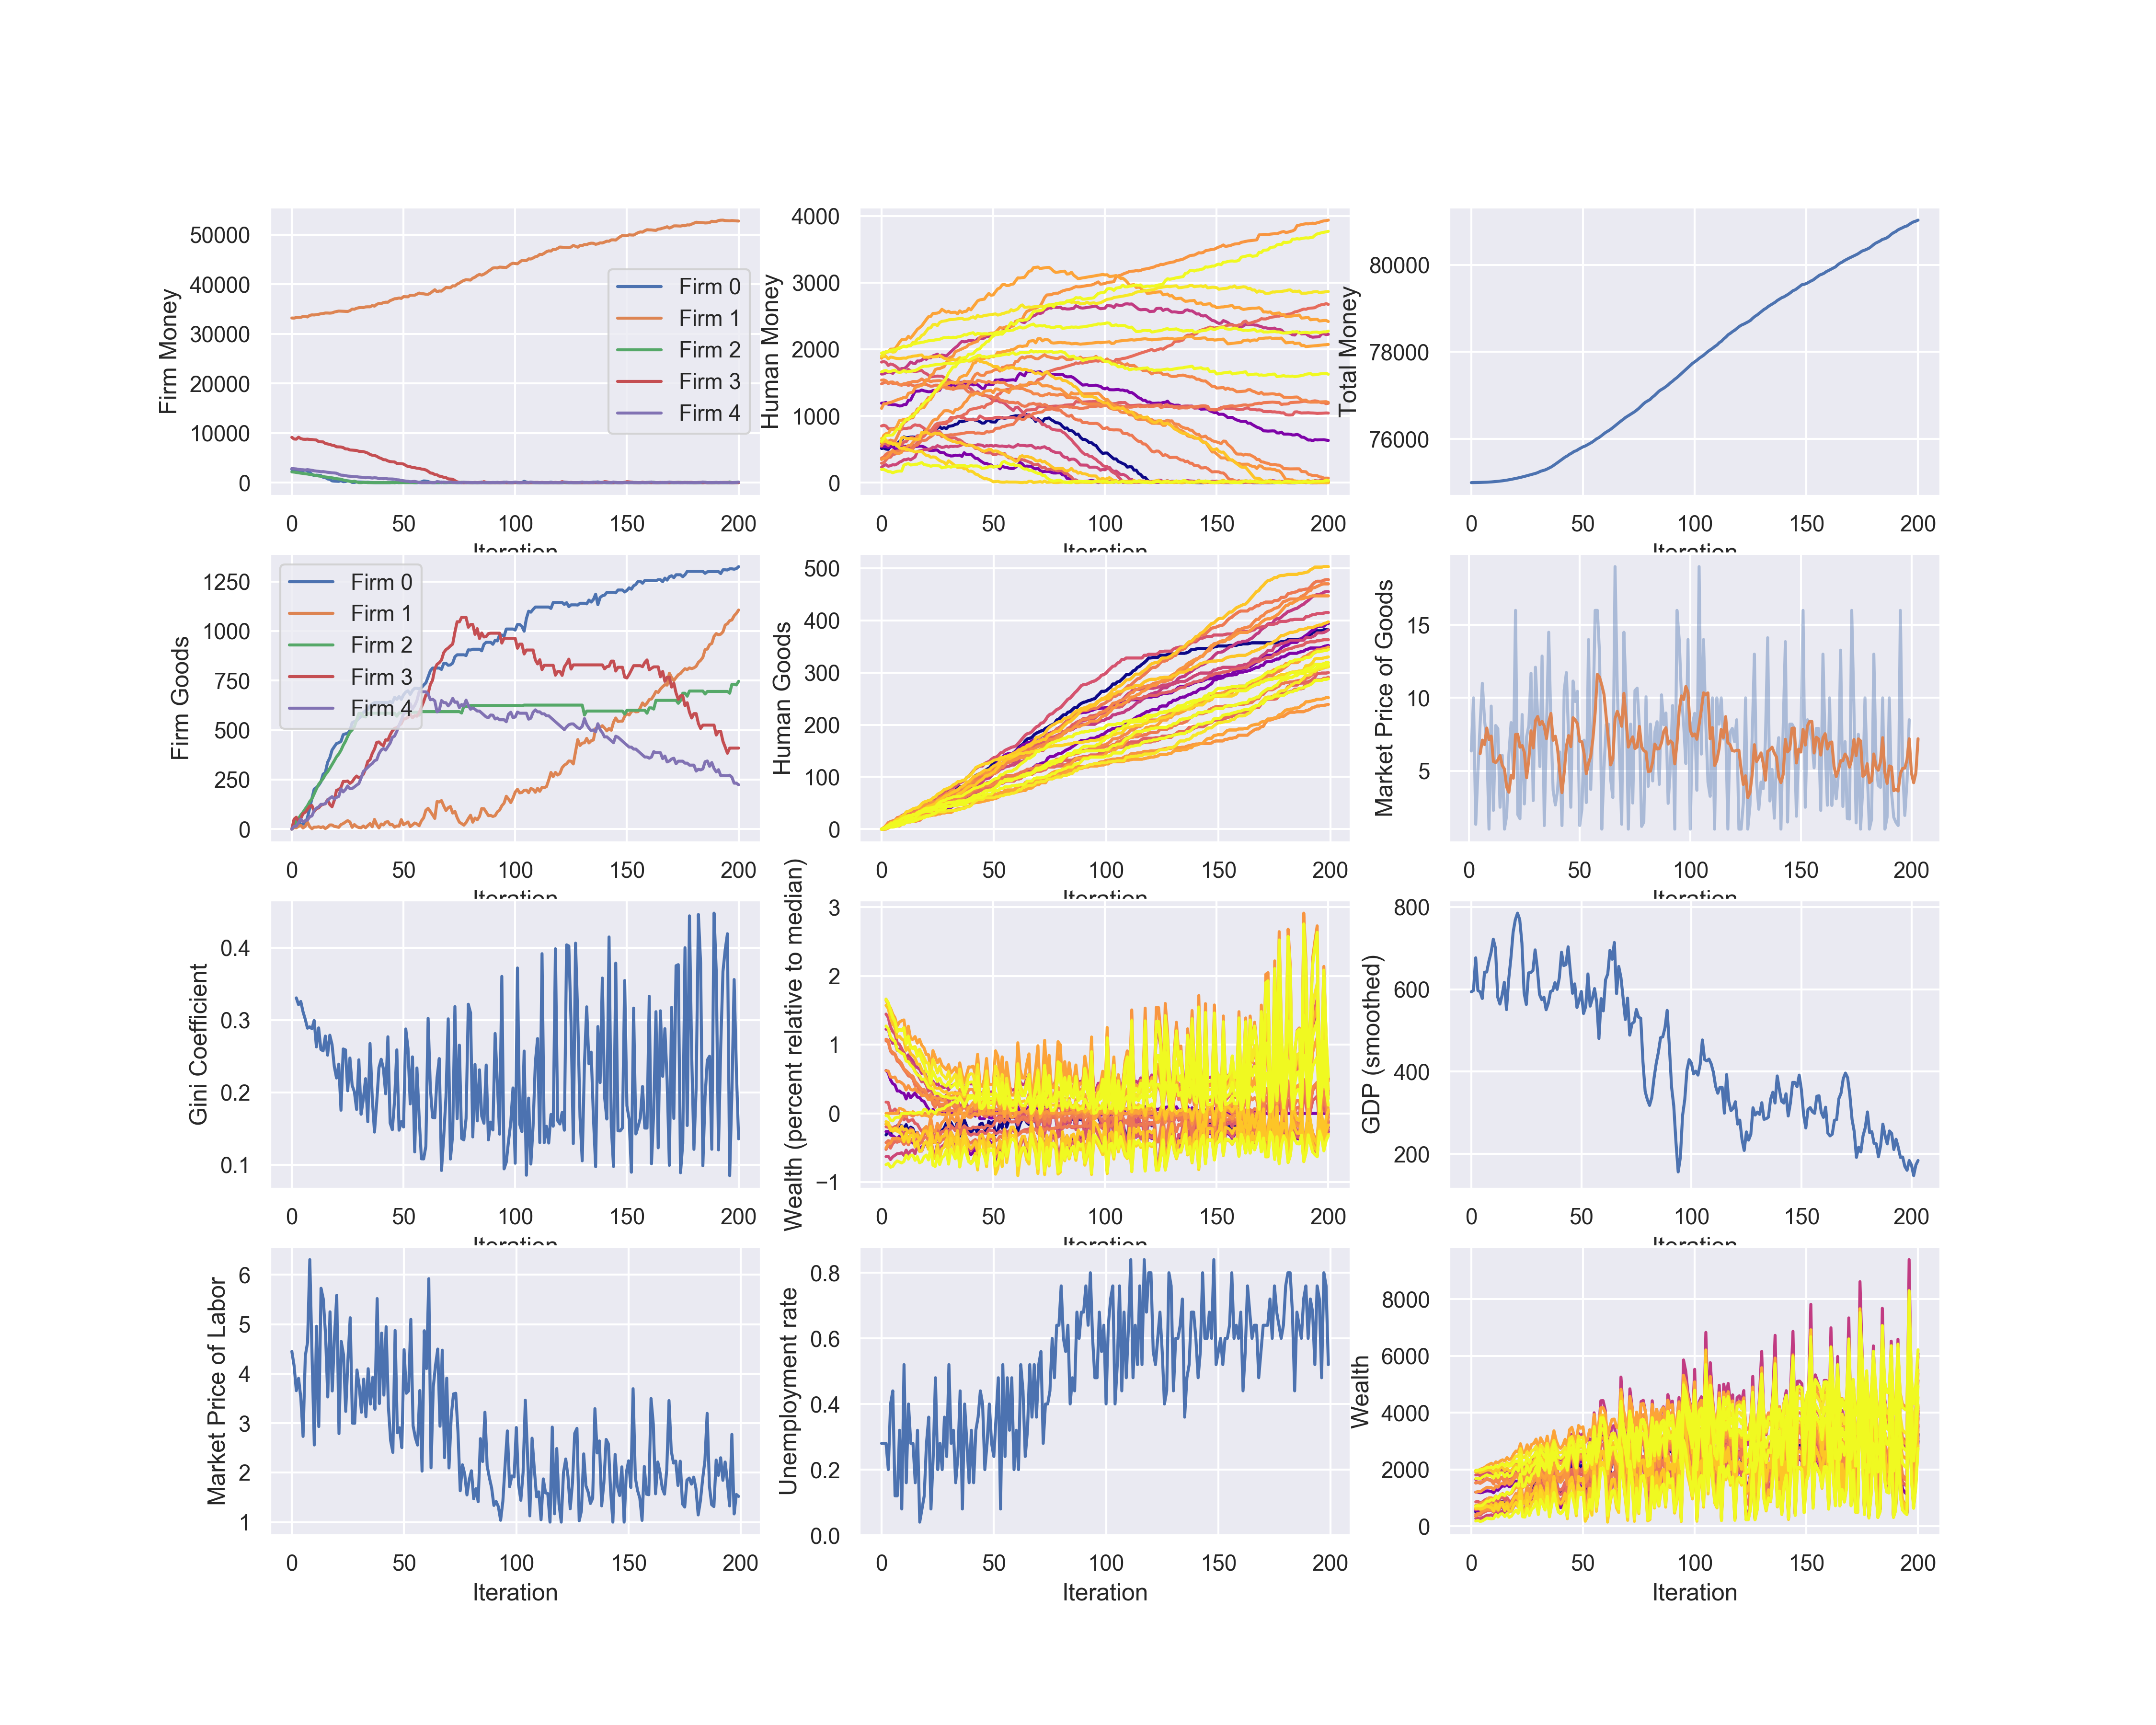 Firm Money
50000
40000
30000
20000
10000
0
Firm 0
Firm 1
Firm 2
Firm 3
Firm 4
0 50 100 150 200
Iteration
Human Money
4000
3000
2000
1000
0
0 50 100 150 200
Iteration
Total Money
80000
78000
76000
0 50 100 150 200
Iteration
Firm Goods
1250
1000
750
500
250
0
Firm 0
Firm 1
Firm 2
Firm 3
Firm 4
0 50 100 150 200
Iteration
Human Goods
500
400
300
200
100
0
0 50 100 150 200
Iteration
Market Price of Goods
15
10
5
0 50 100 150 200
Iteration
Gini Coefficient
0.4
0.3
0.2
0.1
0 50 100 150 200
Iteration
Wealth (percent relative to median)
3
2
1
0
−1
0 50 100 150 200
Iteration
GDP (smoothed)
800
600
400
200
0 50 100 150 200
Iteration
Market Price of Labor
6
5
4
3
2
1
0 50 100 150 200
Iteration
Unemployment rate
0.8
0.6
0.4
0.2
0.0
0 50 100 150 200
Iteration
Wealth
8000
6000
4000
2000
0
0 50 100 150 200
Iteration